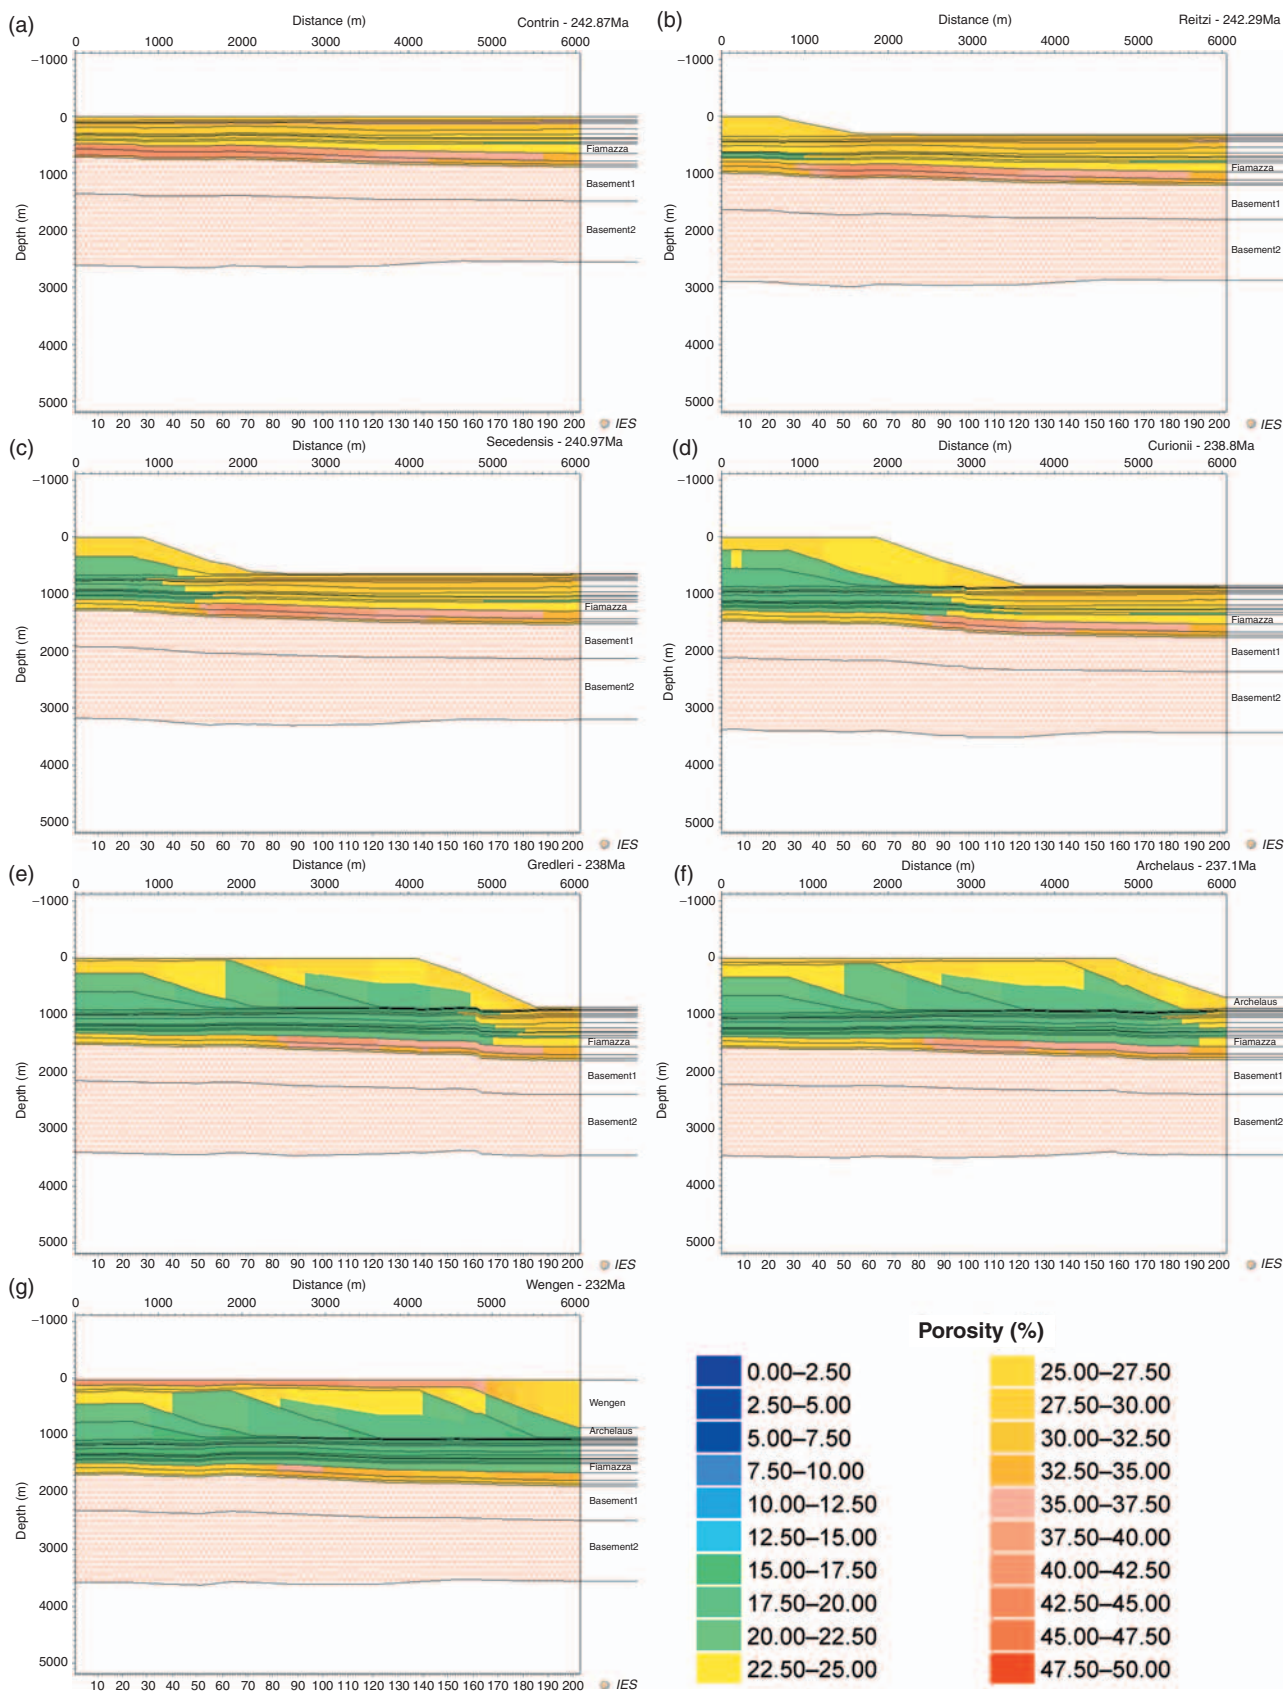 (a)
Distance (m)
Contrin - 242.87Ma
0 1000 2000 3000 4000 5000 6000
−1000
0
1000
2000
3000
4000
5000
Depth (m)
Fiamazza
Basement1
Basement2
10 20 30 40 50 60 70 80 90 100 110 120 130 140 150 160 170 180 190 200
IES
(b)
Distance (m)
Reitzi - 242.29Ma
0 1000 2000 3000 4000 5000 6000
−1000
0
1000
2000
3000
4000
5000
Depth (m)
Fiamazza
Basement1
Basement2
10 20 30 40 50 60 70 80 90 100 110 120 130 140 150 160 170 180 190 200
IES
(c)
Distance (m)
Secedensis - 240.97Ma
0 1000 2000 3000 4000 5000 6000
−1000
0
1000
2000
3000
4000
5000
Depth (m)
Fiamazza
Basement1
Basement2
10 20 30 40 50 60 70 80 90 100 110 120 130 140 150 160 170 180 190 200
IES
(d)
Distance (m)
Curionii - 238.8Ma
0 1000 2000 3000 4000 5000 6000
−1000
0
1000
2000
3000
4000
5000
Depth (m)
Fiamazza
Basement1
Basement2
10 20 30 40 50 60 70 80 90 100 110 120 130 140 150 160 170 180 190 200
IES
(e)
Distance (m)
Gredleri - 238Ma
0 1000 2000 3000 4000 5000 6000
−1000
0
1000
2000
3000
4000
5000
Depth (m)
Fiamazza
Basement1
Basement2
10 20 30 40 50 60 70 80 90 100 110 120 130 140 150 160 170 180 190 200
IES
(f)
Distance (m)
Archelaus - 237.1Ma
0 1000 2000 3000 4000 5000 6000
−1000
0
1000
2000
3000
4000
5000
Depth (m)
Archelaus
Fiamazza
Basement1
Basement2
10 20 30 40 50 60 70 80 90 100 110 120 130 140 150 160 170 180 190 200
IES
(g)
Distance (m)
Wengen - 232Ma
0 1000 2000 3000 4000 5000 6000
−1000
0
1000
2000
3000
4000
5000
Depth (m)
Wengen
Archelaus
Fiamazza
Basement1
Basement2
10 20 30 40 50 60 70 80 90 100 110 120 130 140 150 160 170 180 190 200
IES
Porosity (%)
0.00–2.50
2.50–5.00
5.00–7.50
7.50–10.00
10.00–12.50
12.50–15.00
15.00–17.50
17.50–20.00
20.00–22.50
22.50–25.00
25.00–27.50
27.50–30.00
30.00–32.50
32.50–35.00
35.00–37.50
37.50–40.00
40.00–42.50
42.50–45.00
45.00–47.50
47.50–50.00